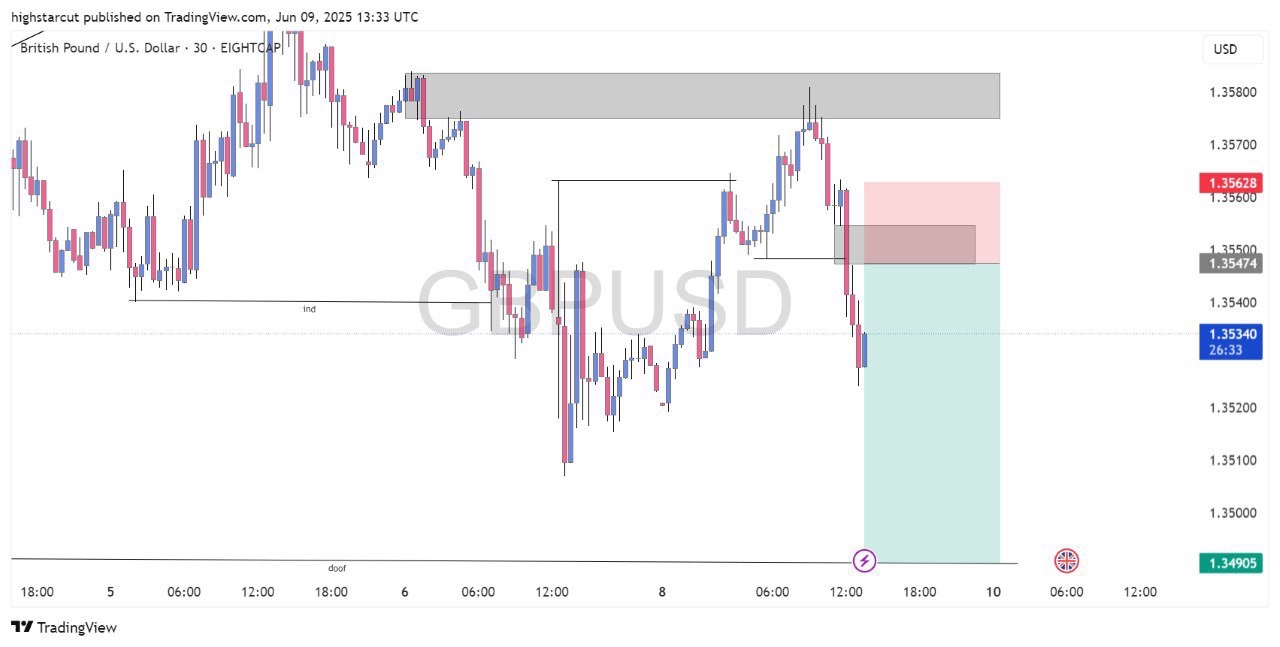 highstarcut published on TradingView.com, Jun 09, 2025 13:33 UTC
British Pound / U.S. Dollar · 30 · EIGHTCAP
USD
1.35800
1.35700
1.35628
1.35600
1.35500
1.35474
GBPUSD
1.35400
ind
1.35340
26:33
1.35200
1.35100
1.35000
1.34905
doof
18:00 5 06:00 12:00 18:00 6 06:00 12:00 8 06:00 12:00 18:00 10 06:00 12:00
TradingView